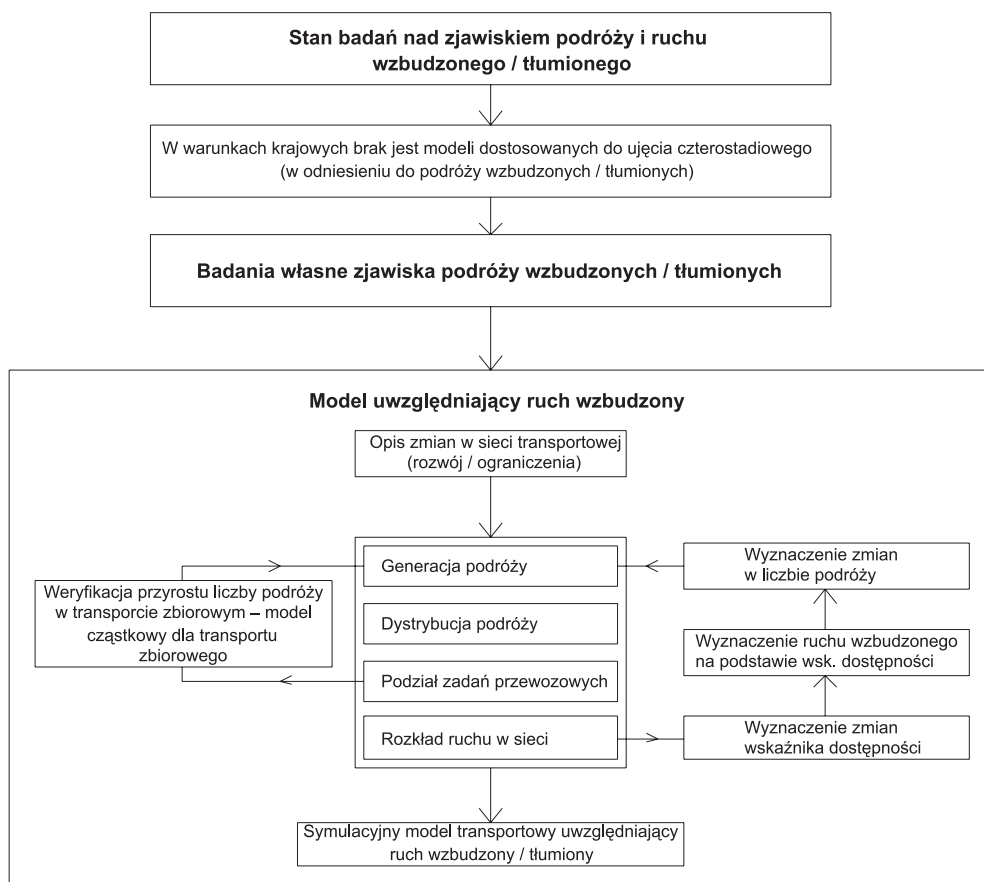 Stan badań nad zjawiskiem podróży i ruchu
wzbudzonego / tłumionego
W warunkach krajowych brak jest modeli dostosowanych do ujęcia czterostadiowego
(w odniesieniu do podróży wzbudzonych / tłumionych)
Badania własne zjawiska podróży wzbudzonych / tłumionych
Model uwzględniający ruch wzbudzony
Opis zmian w sieci transportowej
(rozwój / ograniczenia)
Weryfikacja przyrostu liczby podróży
w transporcie zbiorowym – model
cząstkowy dla transportu
zbiorowego
Generacja podróży
Dystrybucja podróży
Podział zadań przewozowych
Rozkład ruchu w sieci
Wyznaczenie zmian
w liczbie podróży
Wyznaczenie ruchu wzbudzonego
na podstawie wsk. dostępności
Wyznaczenie zmian
wskaźnika dostępności
Symulacyjny model transportowy uwzględniający
ruch wzbudzony / tłumiony